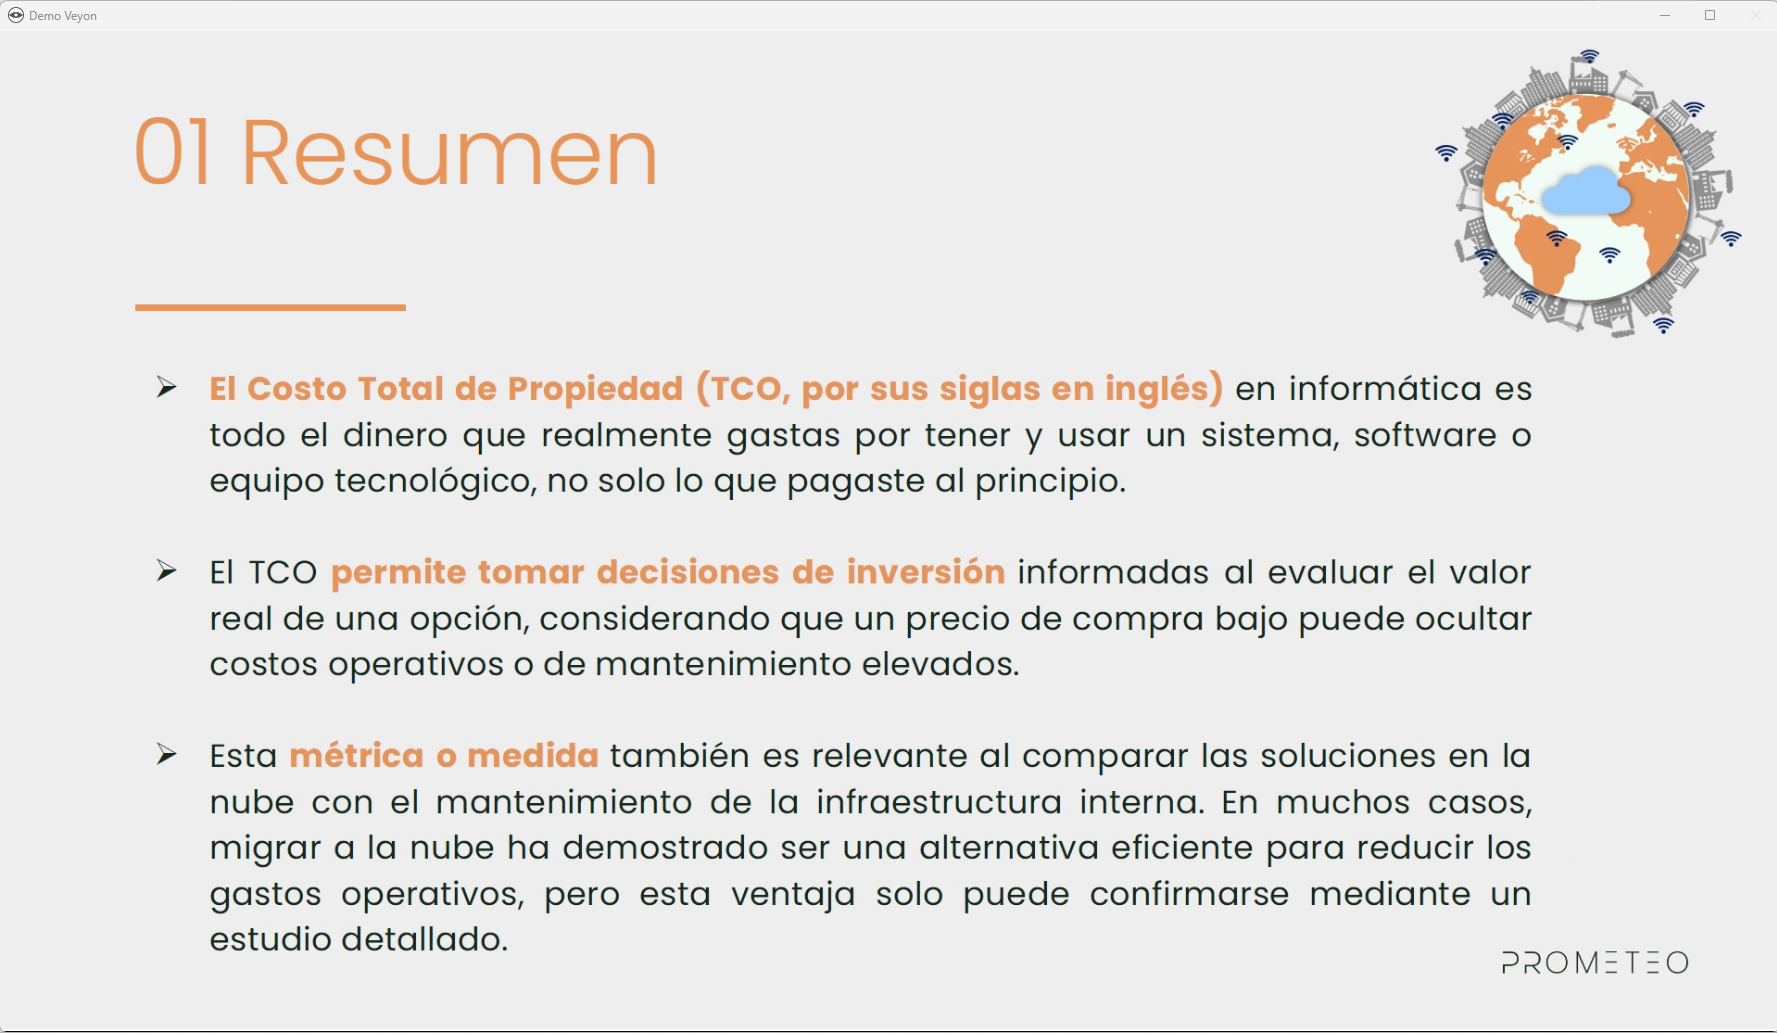 Demo Veyon
01 Resumen
➢ El Costo Total de Propiedad (TCO, por sus siglas en inglés) en informática es
todo el dinero que realmente gastas por tener y usar un sistema, software o
equipo tecnológico, no solo lo que pagaste al principio.
➢ El TCO permite tomar decisiones de inversión informadas al evaluar el valor
real de una opción, considerando que un precio de compra bajo puede ocultar
costos operativos o de mantenimiento elevados.
➢ Esta métrica o medida también es relevante al comparar las soluciones en la
nube con el mantenimiento de la infraestructura interna. En muchos casos,
migrar a la nube ha demostrado ser una alternativa eficiente para reducir los
gastos operativos, pero esta ventaja solo puede confirmarse mediante un
estudio detallado.
PROMETEO